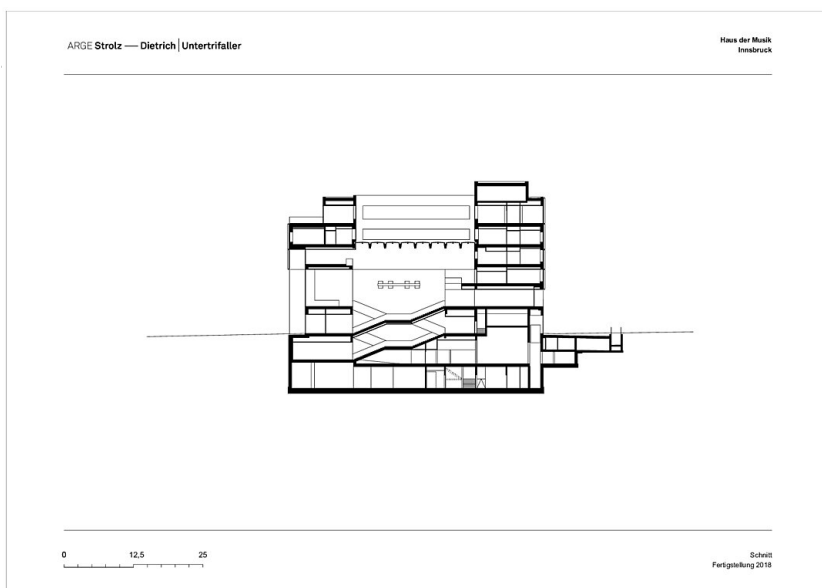 ARGE Strolz — Dietrich | Untertrifaller
Haus der Musik
Innsbruck
0 12,5 25
Schnitt
Fertigstellung 2018